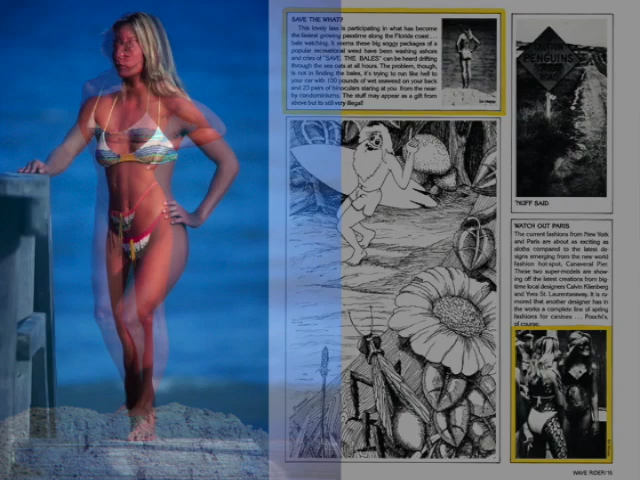 SAVE THE WHAT?
This lovely lass is participating in what has become
the fastest growing passtime along the Florida coast . . .
bale watching. It seems these big soggy packages of a
popular recreational weed have been washing ashore
and cries of "SAVE THE BALES" can be heard drifting
through the sea oats at all hours. The problem, though,
is not in finding the bales, it's trying to run like hell to
your car with 100 pounds of wet seaweed on your back
and 23 pairs of binoculars staring at you from the near-
by condominiums. The stuff may appear as a gift from
above but its still very illegal!
PENGUINS
'NUFF SAID
WATCH OUT PARIS
The current fashions from New York
and Paris are about as exciting as
sloths compared to the latest de-
signs emerging from the new world
fashion hot-spot, Canaveral Pier.
These two super-models are show-
ing off the latest creations from big-
time local designers Calvin Klienberg
and Yves St. Laurentsaway. It is ru-
mored that another designer has in
the works a complete line of spring
fashions for canines . . . Poochi's,
of course.
WAVE RIDER/15